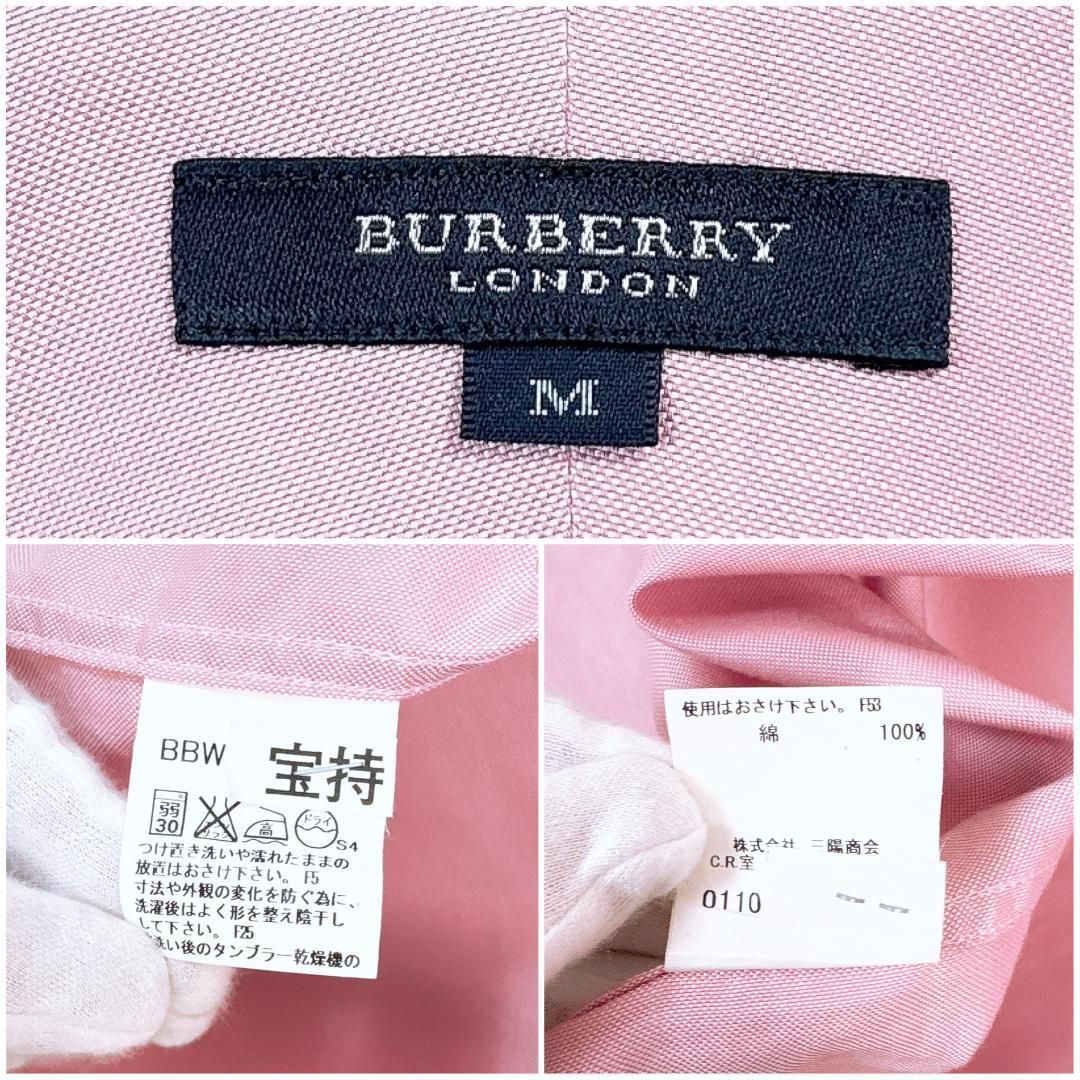 BURBERRY
LONDON
M
BBW 宝持
弱
30
高
ドライ
S4
つけ置き洗いや濡れたままの
放置はおさけ下さい。 F5
寸法や外観の変化を防ぐ為に、
洗濯後はよく形を整え陰干し
して下さい。 F25
洗い後のタンブラー乾燥機の
使用はおさけ下さい。 F53
綿 100%
株式会社 三陽商会
C.R.室
0110